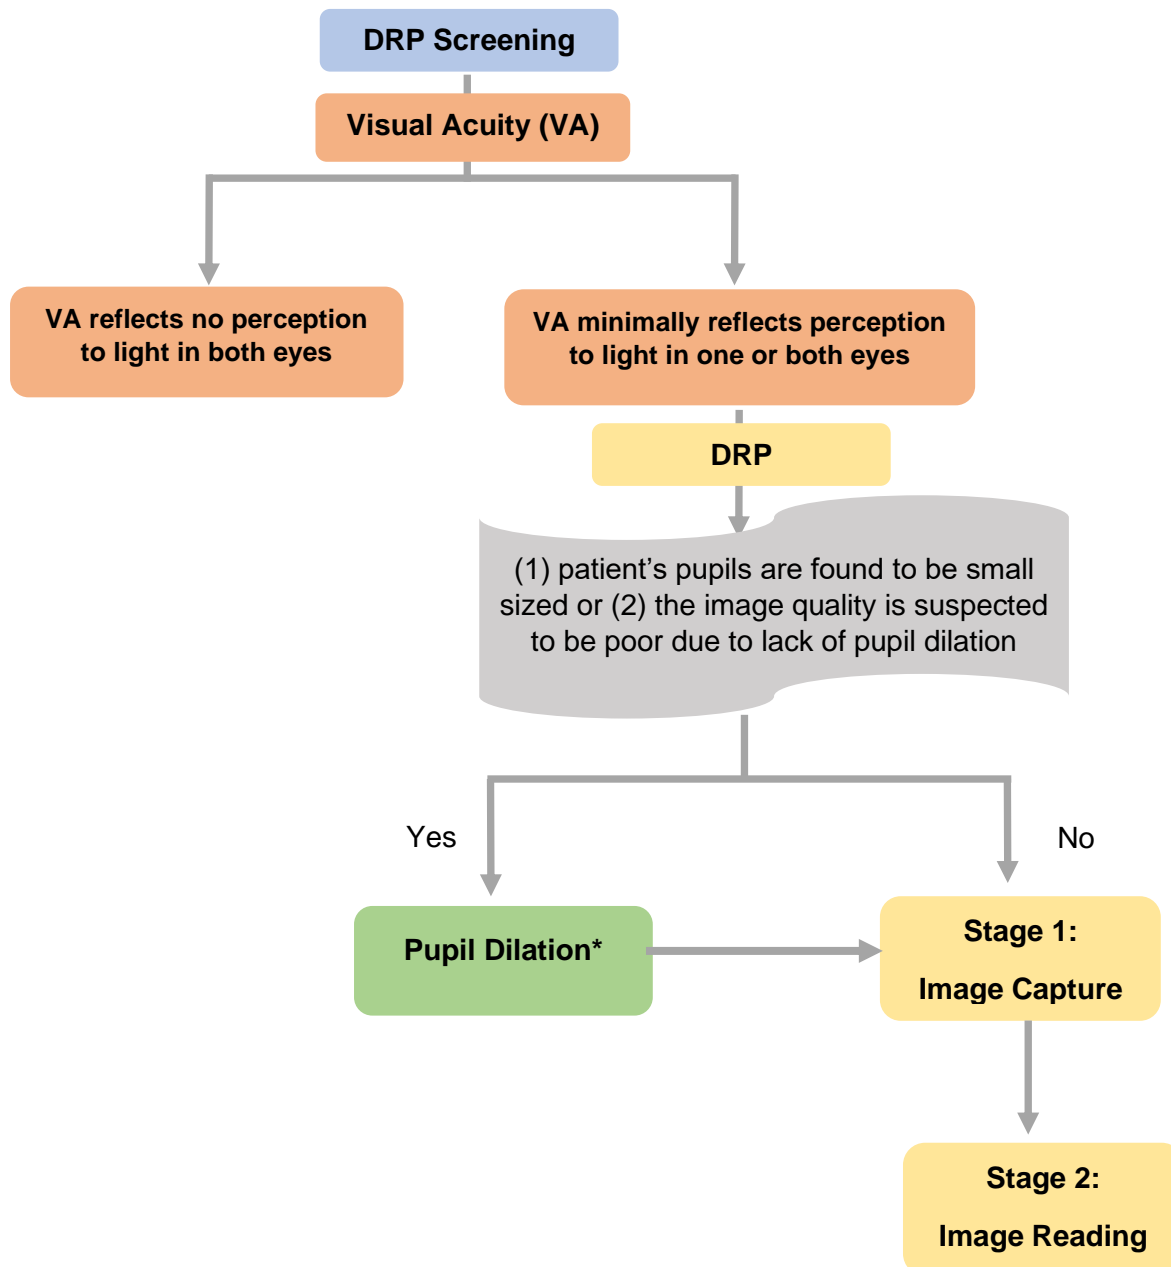 DRP Screening
Visual Acuity (VA)
VA reflects no perception
to light in both eyes
VA minimally reflects perception
to light in one or both eyes
DRP
(1) patient’s pupils are found to be small
sized or (2) the image quality is suspected
to be poor due to lack of pupil dilation
Yes
No
Pupil Dilation*
Stage 1:
Image Capture
Stage 2:
Image Reading